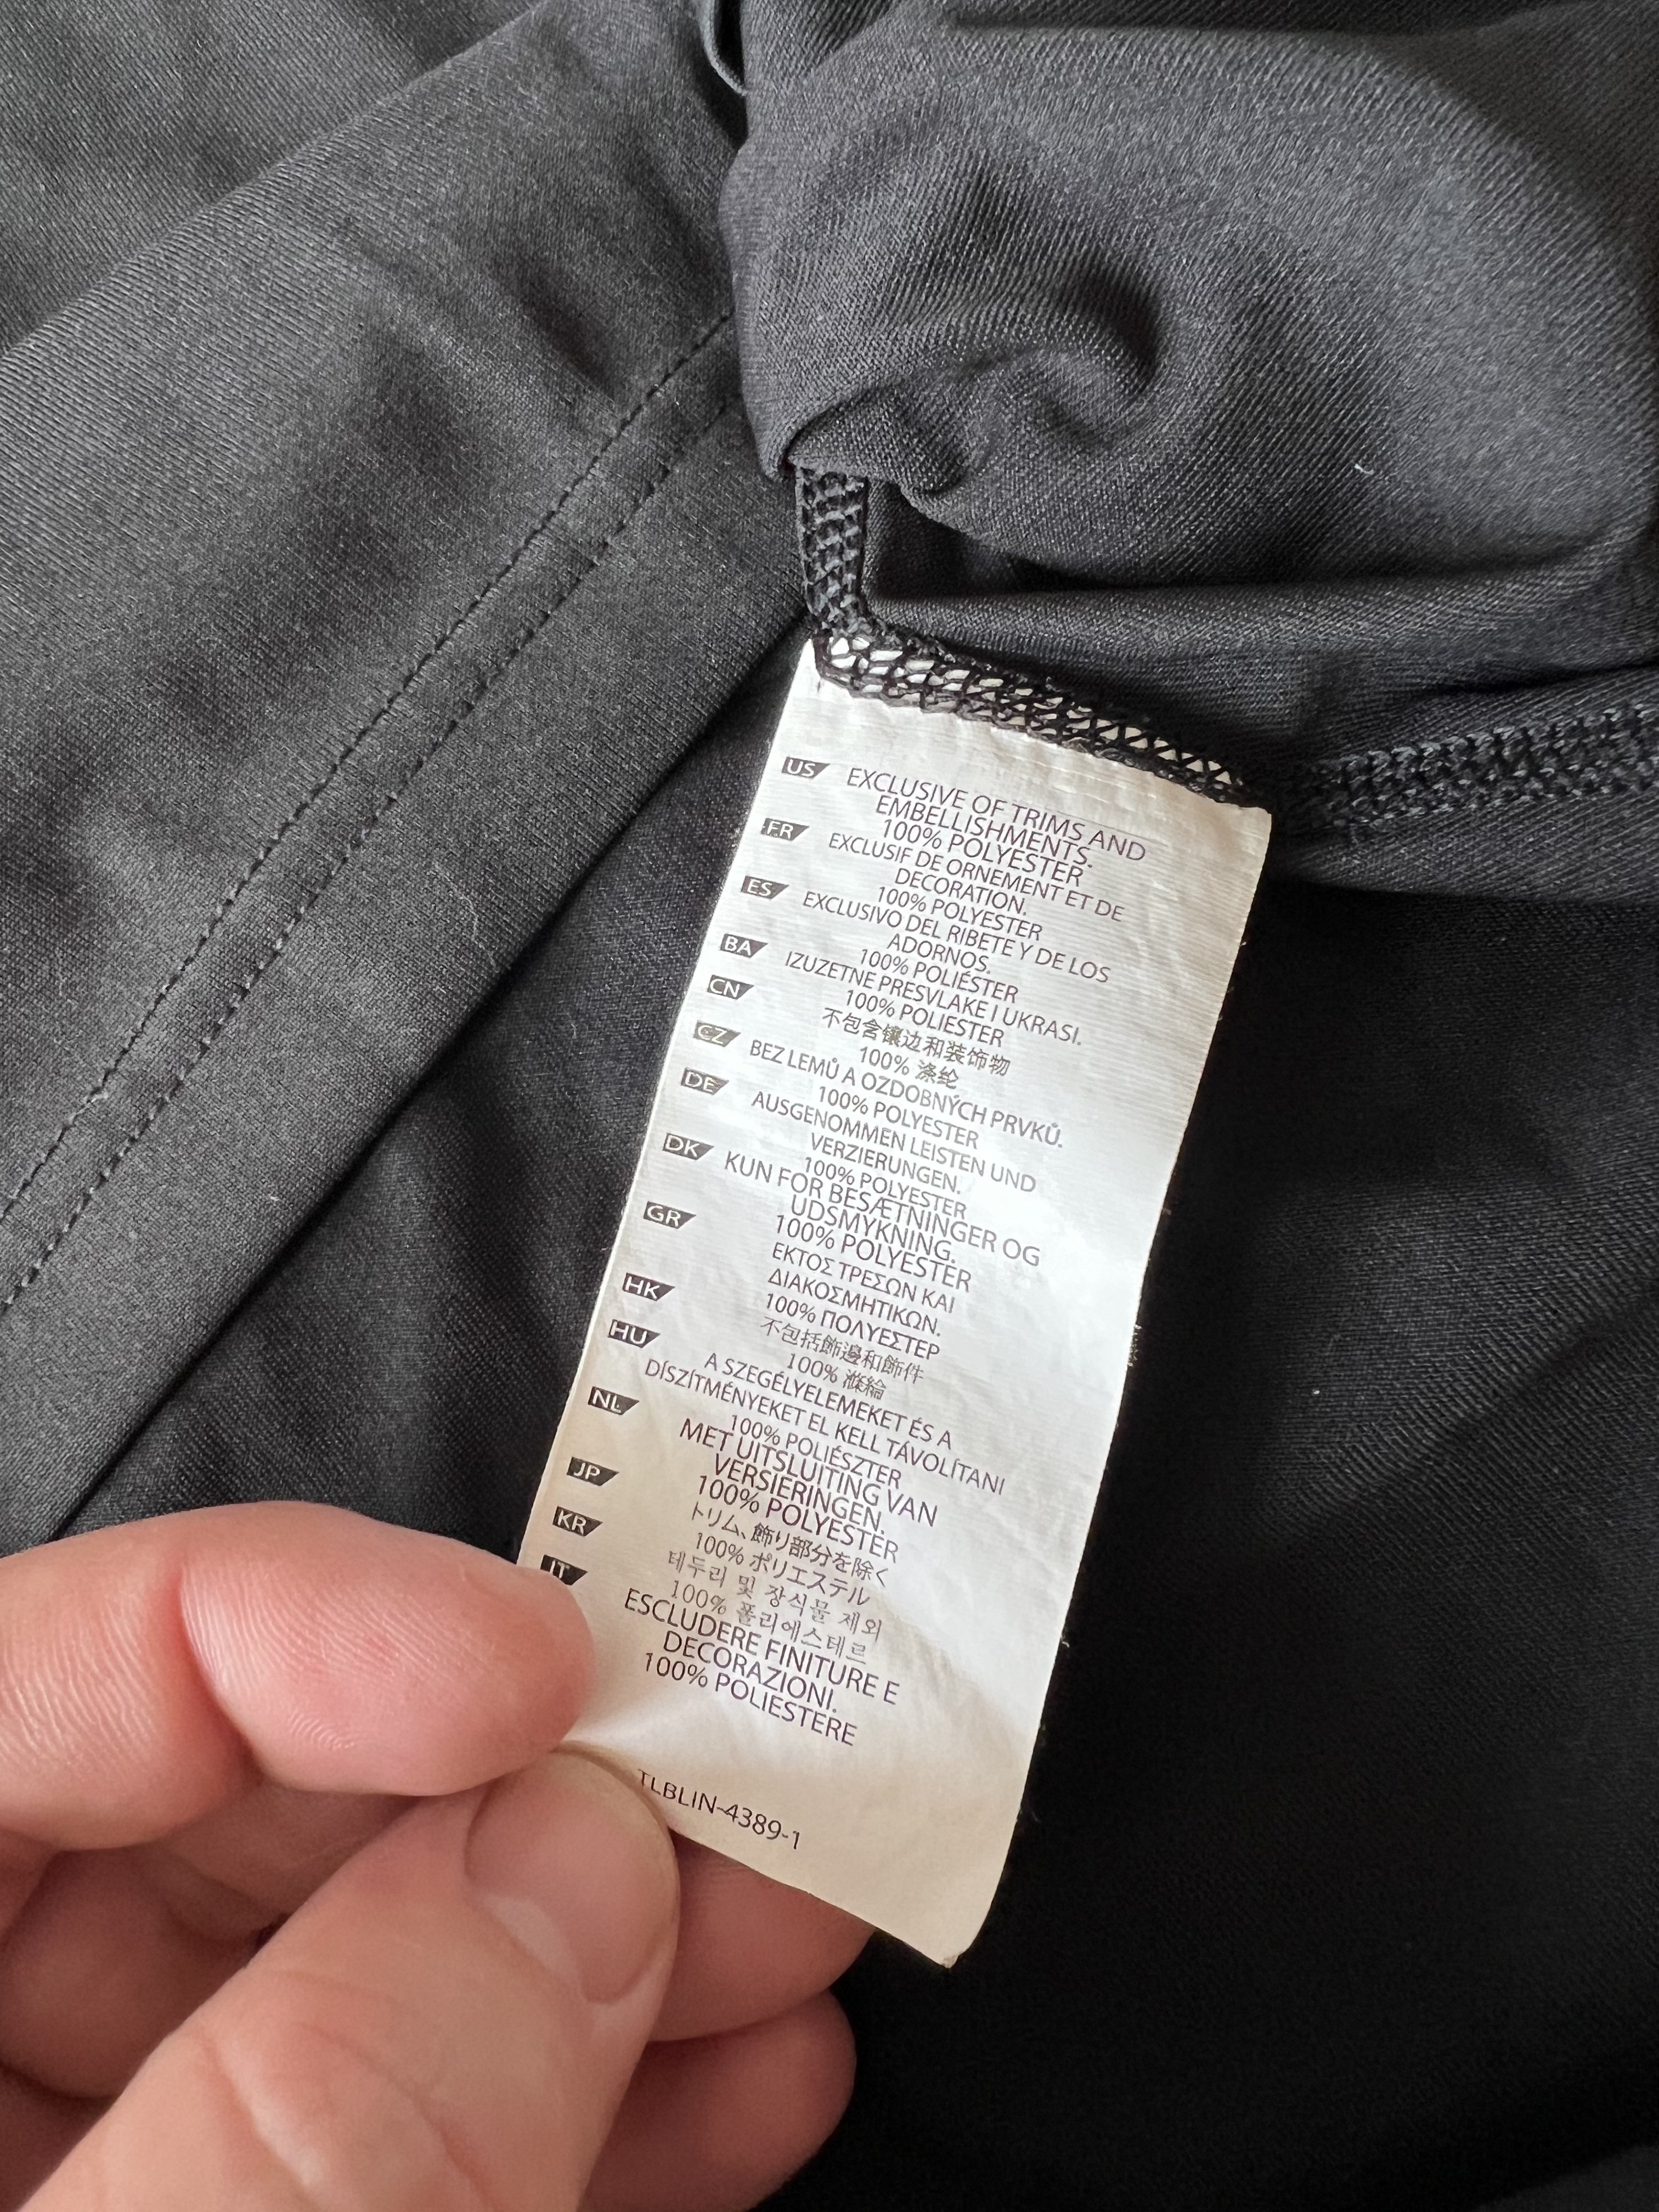 US EXCLUSIVE OF TRIMS AND
EMBELLISHMENTS.
100% POLYESTER
FR EXCLUSIF DE ORNEMENT ET DE
DECORATION.
100% POLYESTER
ES EXCLUSIVO DEL RIBETE Y DE LOS
ADORNOS.
100% POLIÉSTER
BA IZUZETNE PRESVLAKE I UKRASI.
100% POLIESTER
CN 不包含镶边和装饰物
100% 涤纶
CZ BEZ LEMŮ A OZDOBNÝCH PRVKŮ.
100% POLYESTER
DE AUSGENOMMEN LEISTEN UND
VERZIERUNGEN.
100% POLYESTER
DK KUN FOR BESÆTNINGER OG
UDSMYKNING.
100% POLYESTER
GR ΕΚΤΟΣ ΤΡΕΣΩΝ ΚΑΙ
ΔΙΑΚΟΣΜΗΤΙΚΩΝ.
100% ΠΟΛΥΕΣΤΕΡ
HK 不包括飾邊和飾件
100% 滌綸
HU A SZEGÉLYELEMEKET ÉS A
DÍSZÍTMÉNYEKET EL KELL TÁVOLÍTANI
100% POLIÉSZTER
NL MET UITSLUITING VAN
VERSIERINGEN.
100% POLYESTER
JP トリム、飾り部分を除く
100% ポリエステル
KR 테두리 및 장식물 제외
100% 폴리에스테르
IT ESCLUDERE FINITURE E
DECORAZIONI.
100% POLIESTERE
TLBLIN-4389-1